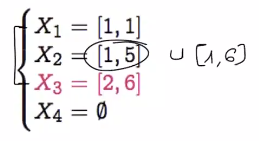 X₁ = [1, 1]
X₂ = [1, 5] ∪ [1, 6]
X₃ = [2, 6]
X₄ = ∅